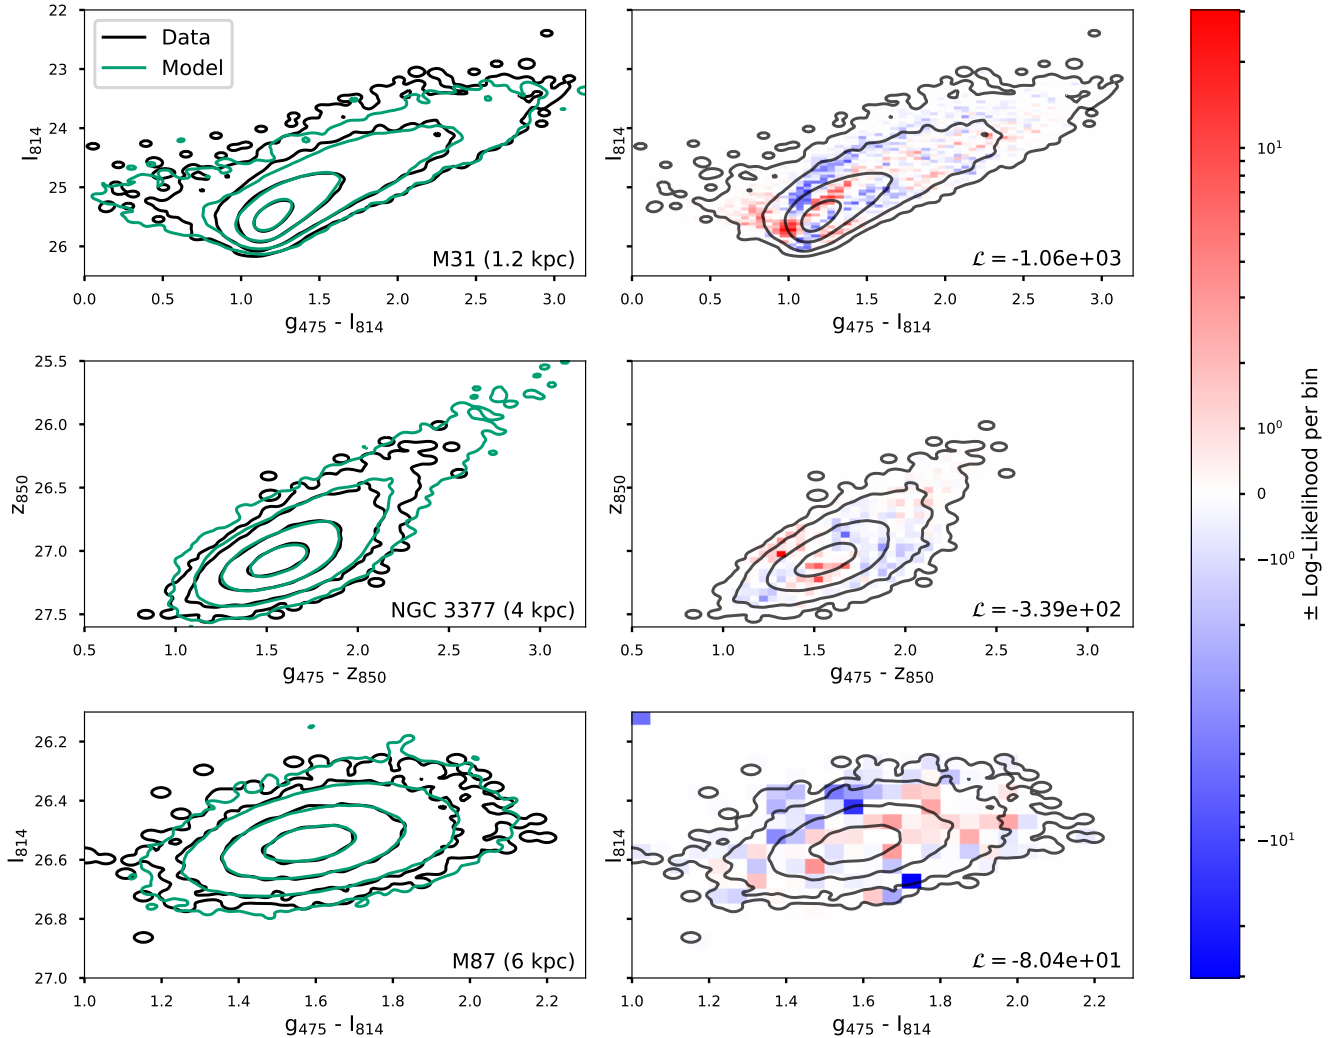 22
23
24
25
26
I814
Data
Model
M31 (1.2 kpc)
0.0 0.5 1.0 1.5 2.0 2.5 3.0
g475 - I814
I814
ℒ = -1.06e+03
0.0 0.5 1.0 1.5 2.0 2.5 3.0
g475 - I814
25.5
26.0
26.5
27.0
27.5
z850
NGC 3377 (4 kpc)
0.5 1.0 1.5 2.0 2.5 3.0
g475 - z850
z850
ℒ = -3.39e+02
0.5 1.0 1.5 2.0 2.5 3.0
g475 - z850
26.2
26.4
26.6
26.8
27.0
I814
M87 (6 kpc)
1.0 1.2 1.4 1.6 1.8 2.0 2.2
g475 - I814
I814
ℒ = -8.04e+01
1.0 1.2 1.4 1.6 1.8 2.0 2.2
g475 - I814
10¹
10⁰
0
−10⁰
−10¹
± Log-Likelihood per bin